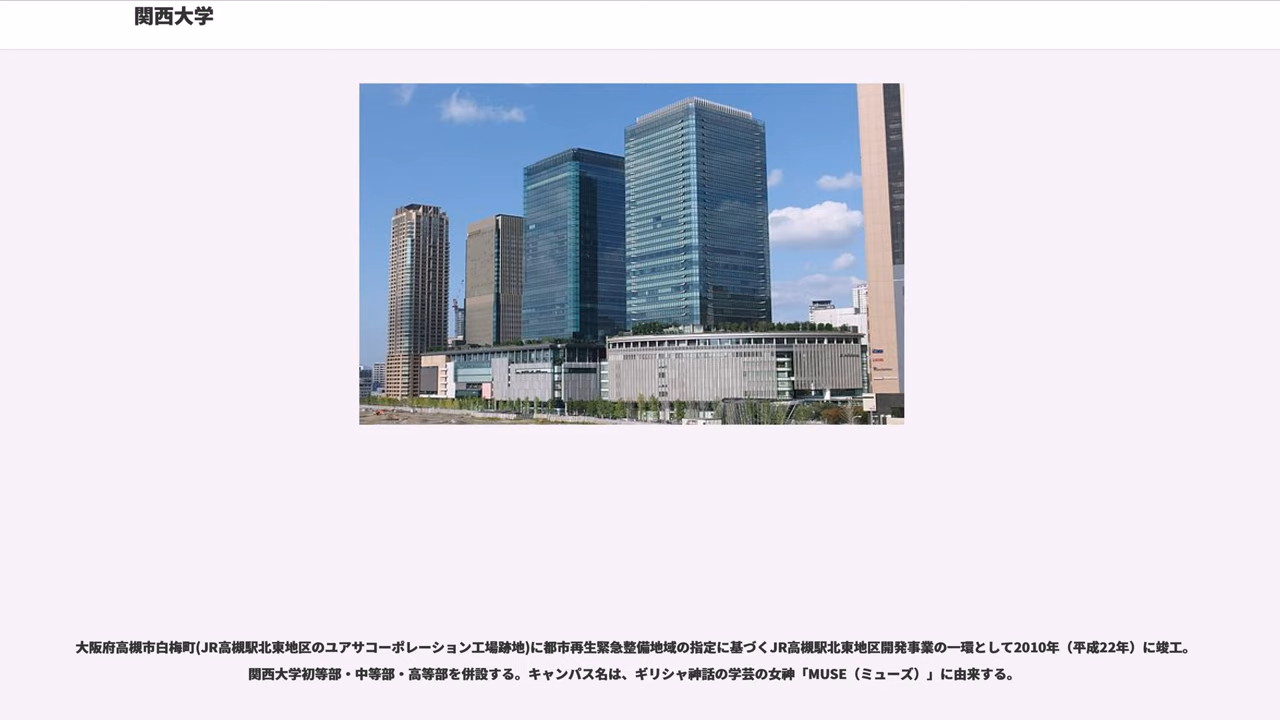 関西大学
大阪府高槻市白梅町(JR高槻駅北東地区のユアサコーポレーション工場跡地)に都市再生緊急整備地域の指定に基づくJR高槻駅北東地区開発事業の一環として2010年（平成22年）に竣工。
関西大学初等部・中等部・高等部を併設する。キャンパス名は、ギリシャ神話の学芸の女神「MUSE（ミューズ）」に由来する。